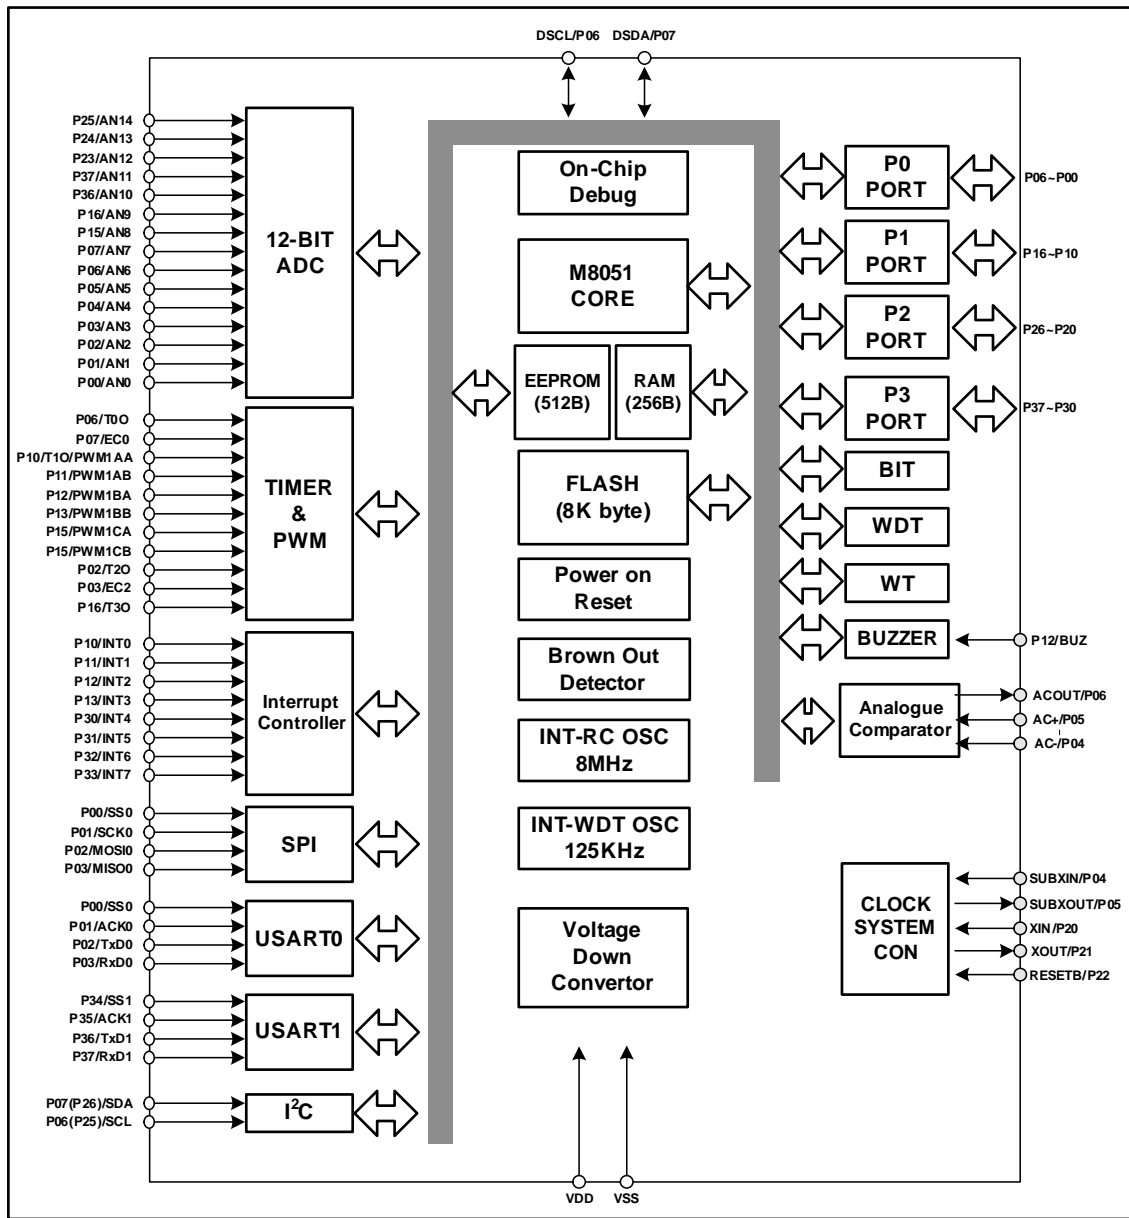 DSCL/P06 DSDA/P07
P25/AN14
P24/AN13
P23/AN12
P37/AN11
P36/AN10
P16/AN9
P15/AN8
P07/AN7
P06/AN6
P05/AN5
P04/AN4
P03/AN3
P02/AN2
P01/AN1
P00/AN0
12-BIT
ADC
P06/T0O
P07/EC0
P10/T1O/PWM1AA
P11/PWM1AB
P12/PWM1BA
P13/PWM1BB
P15/PWM1CA
P15/PWM1CB
P02/T2O
P03/EC2
P16/T3O
TIMER
&
PWM
P10/INT0
P11/INT1
P12/INT2
P13/INT3
P30/INT4
P31/INT5
P32/INT6
P33/INT7
Interrupt
Controller
P00/SS0
P01/SCK0
P02/MOSI0
P03/MISO0
SPI
P00/SS0
P01/ACK0
P02/TxD0
P03/RxD0
USART0
P34/SS1
P35/ACK1
P36/TxD1
P37/RxD1
USART1
P07(P26)/SDA
P06(P25)/SCL
I²C
On-Chip
Debug
M8051
CORE
EEPROM
(512B)
RAM
(256B)
FLASH
(8K byte)
Power on
Reset
Brown Out
Detector
INT-RC OSC
8MHz
INT-WDT OSC
125KHz
Voltage
Down
Convertor
VDD VSS
P0
PORT
P06~P00
P1
PORT
P16~P10
P2
PORT
P26~P20
P3
PORT
P37~P30
BIT
WDT
WT
BUZZER
P12/BUZ
Analogue
Comparator
ACOUT/P06
AC+/P05
AC-/P04
CLOCK
SYSTEM
CON
SUBXIN/P04
SUBXOUT/P05
XIN/P20
XOUT/P21
RESETB/P22